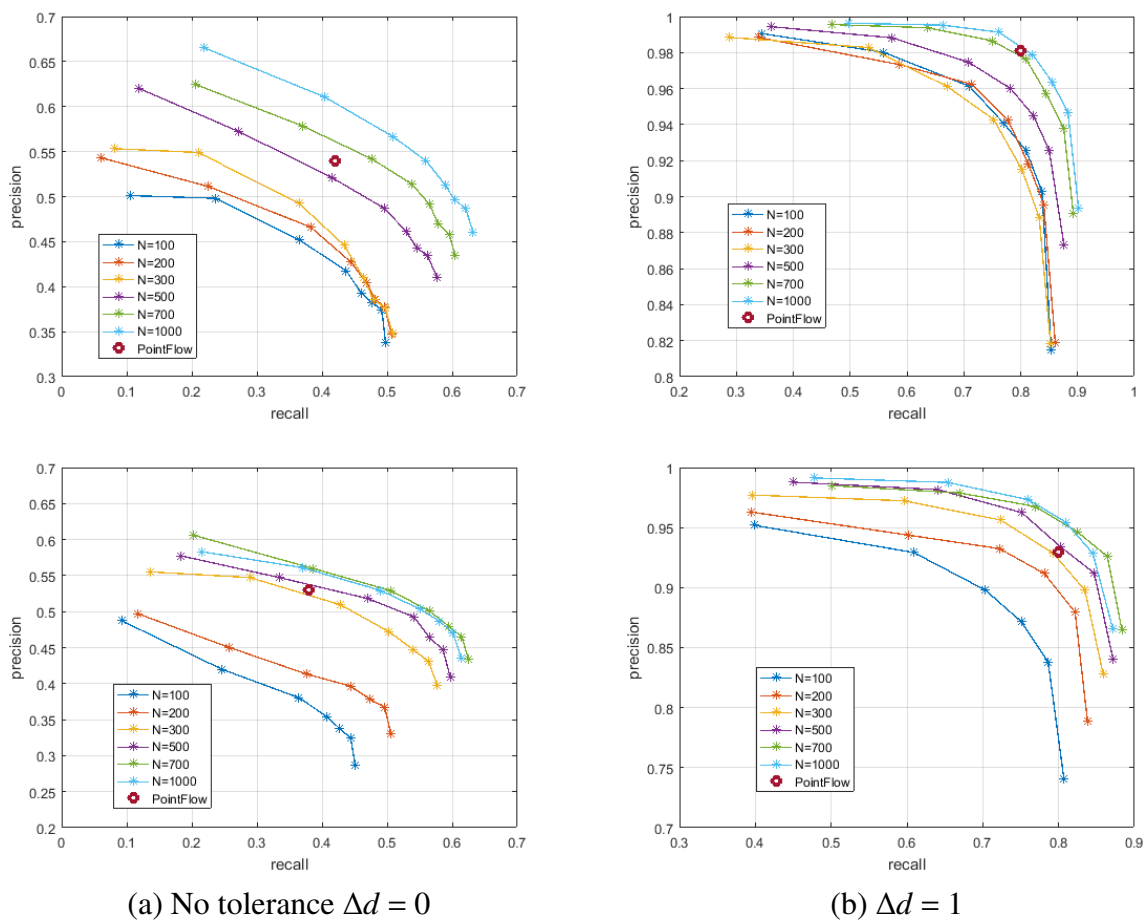 0.7
0.65
0.6
0.55
0.5
0.45
0.4
0.35
0.3
precision
0 0.1 0.2 0.3 0.4 0.5 0.6 0.7
recall
N=100
N=200
N=300
N=500
N=700
N=1000
PointFlow
1
0.98
0.96
0.94
0.92
0.9
0.88
0.86
0.84
0.82
0.8
precision
0.2 0.3 0.4 0.5 0.6 0.7 0.8 0.9 1
recall
N=100
N=200
N=300
N=500
N=700
N=1000
PointFlow
0.7
0.65
0.6
0.55
0.5
0.45
0.4
0.35
0.3
0.25
0.2
precision
0 0.1 0.2 0.3 0.4 0.5 0.6 0.7
recall
N=100
N=200
N=300
N=500
N=700
N=1000
PointFlow
1
0.95
0.9
0.85
0.8
0.75
0.7
precision
0.3 0.4 0.5 0.6 0.7 0.8 0.9
recall
N=100
N=200
N=300
N=500
N=700
N=1000
PointFlow
(a) No tolerance Δd = 0
(b) Δd = 1